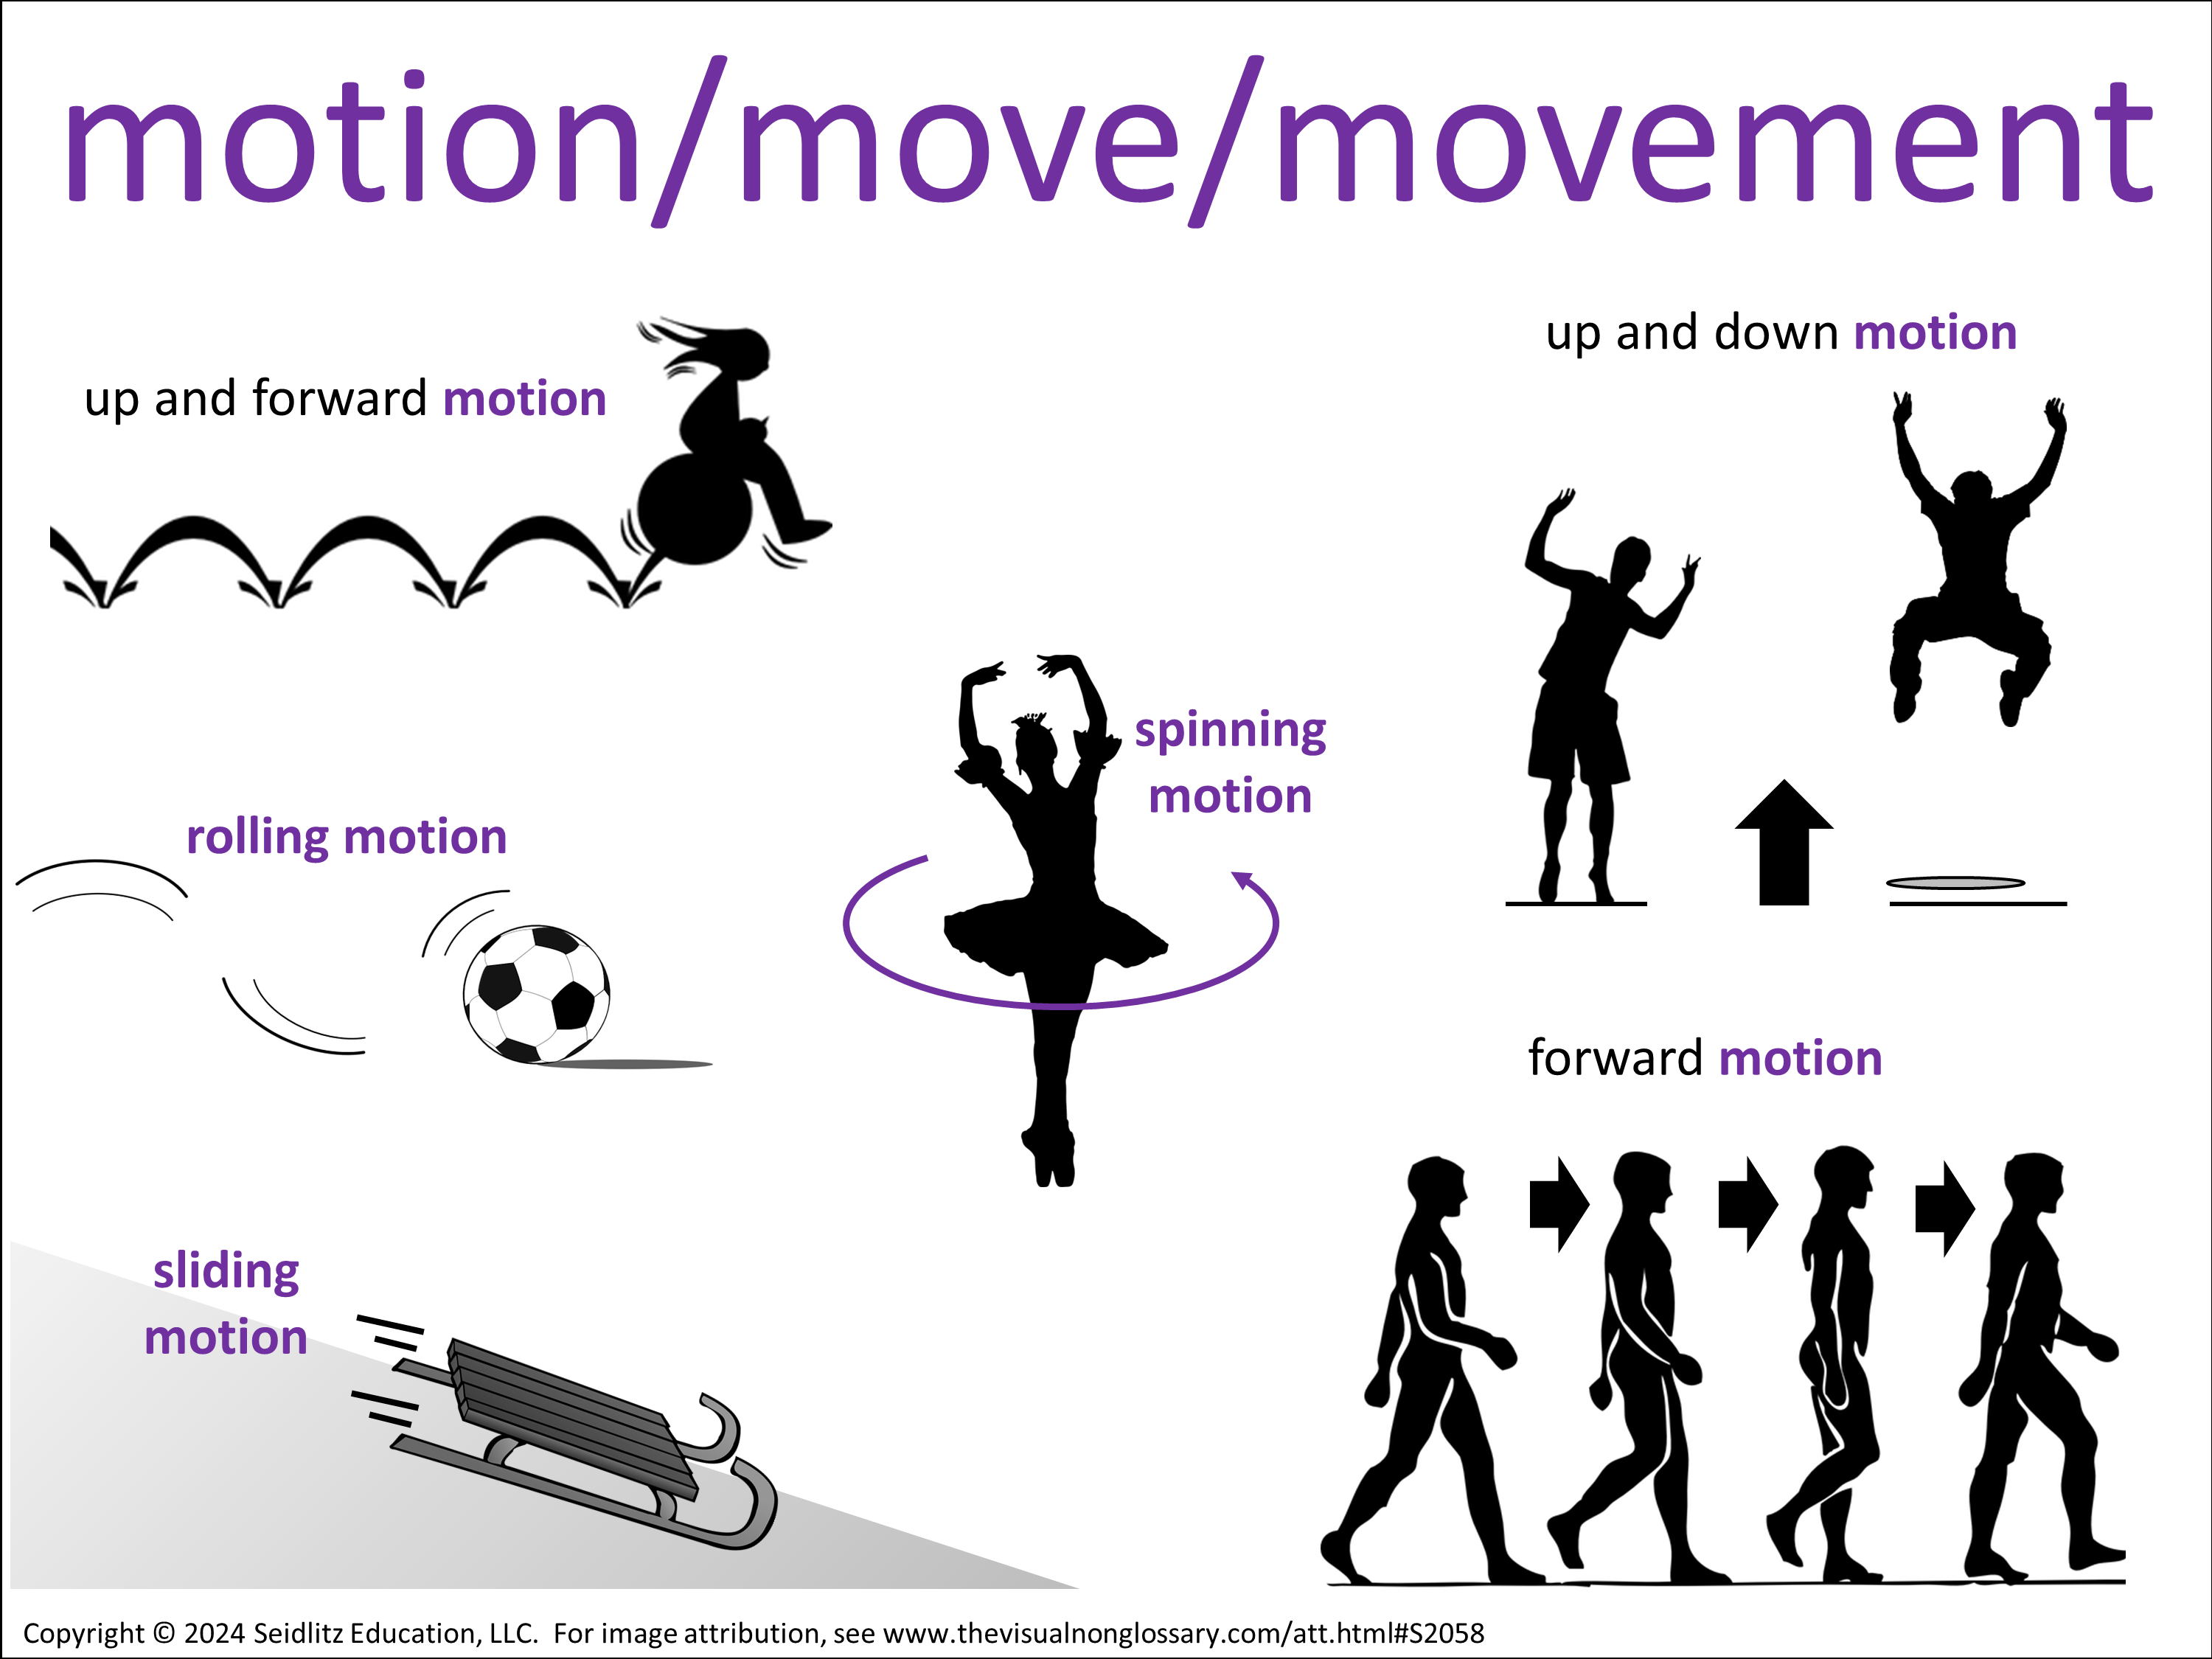 motion/move/movement
up and forward motion
up and down motion
spinning
motion
rolling motion
forward motion
sliding
motion
Copyright © 2024 Seidlitz Education, LLC.  For image attribution, see www.thevisualnonglossary.com/att.html#S2058